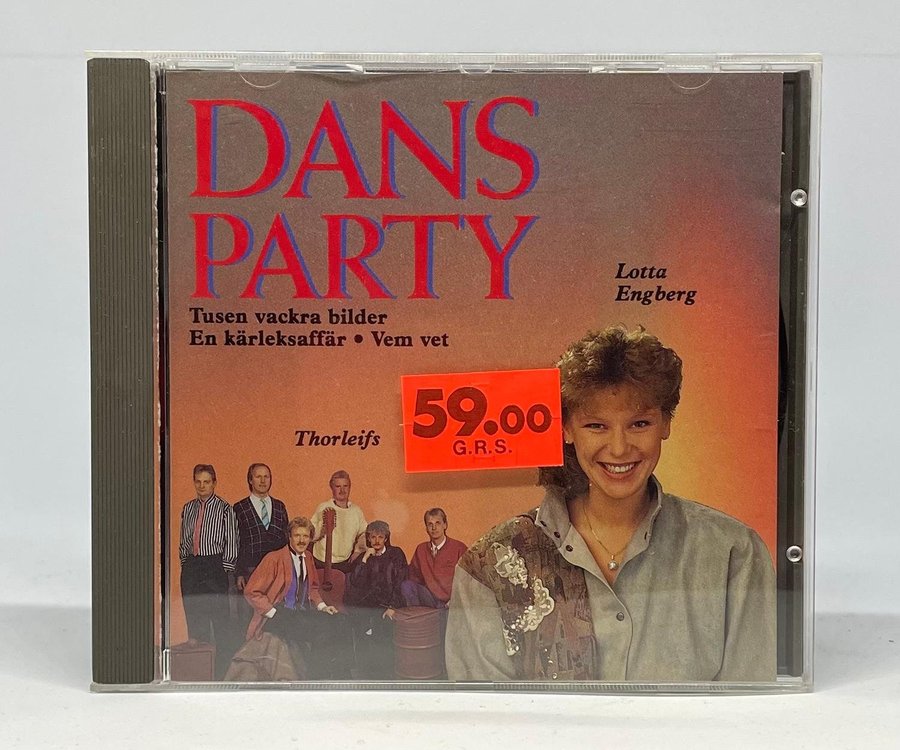 DANS
PARTY
Tusen vackra bilder
En kärleksaffär • Vem vet
Lotta
Engberg
59.00
G.R.S.
Thorleifs